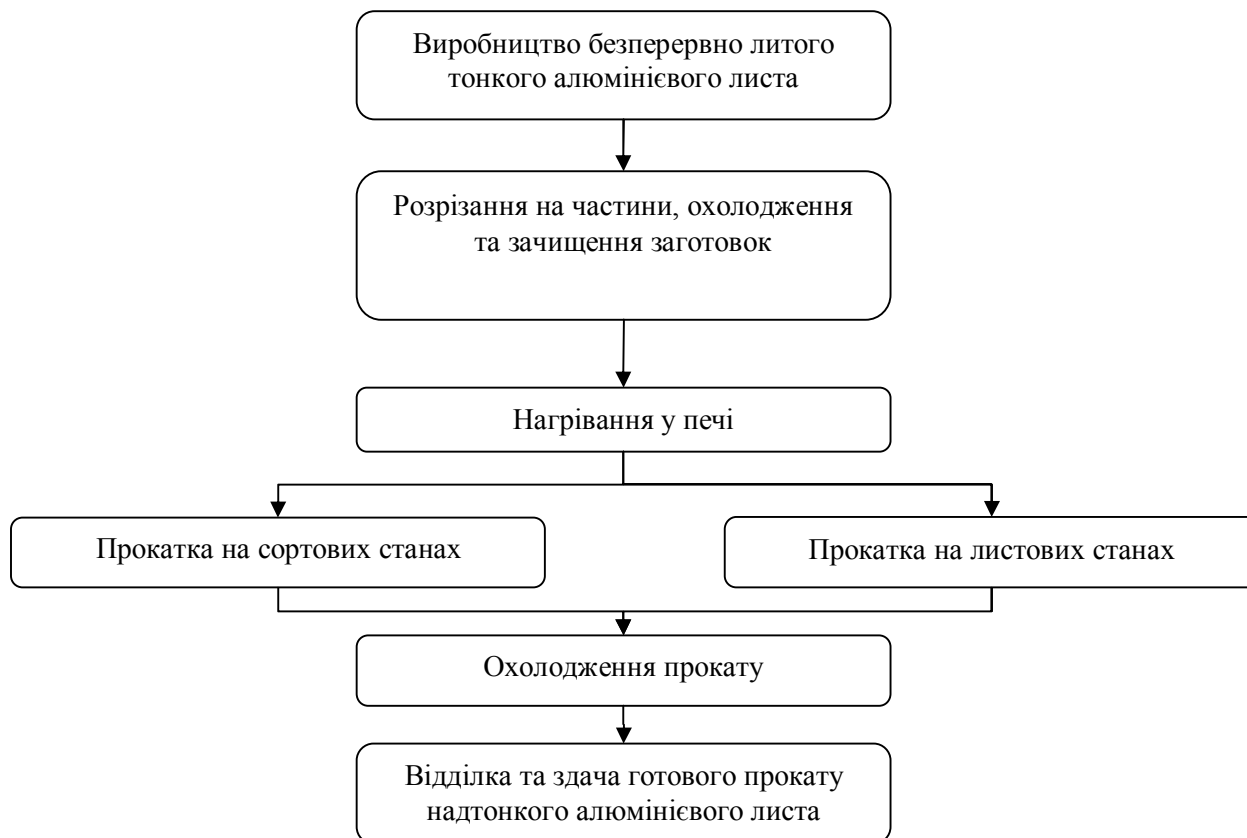 Виробництво безперервно литого
тонкого алюмінієвого листа
Розрізання на частини, охолодження
та зачищення заготовок
Нагрівання у печі
Прокатка на сортових станах
Прокатка на листових станах
Охолодження прокату
Відділка та здача готового прокату
надтонкого алюмінієвого листа